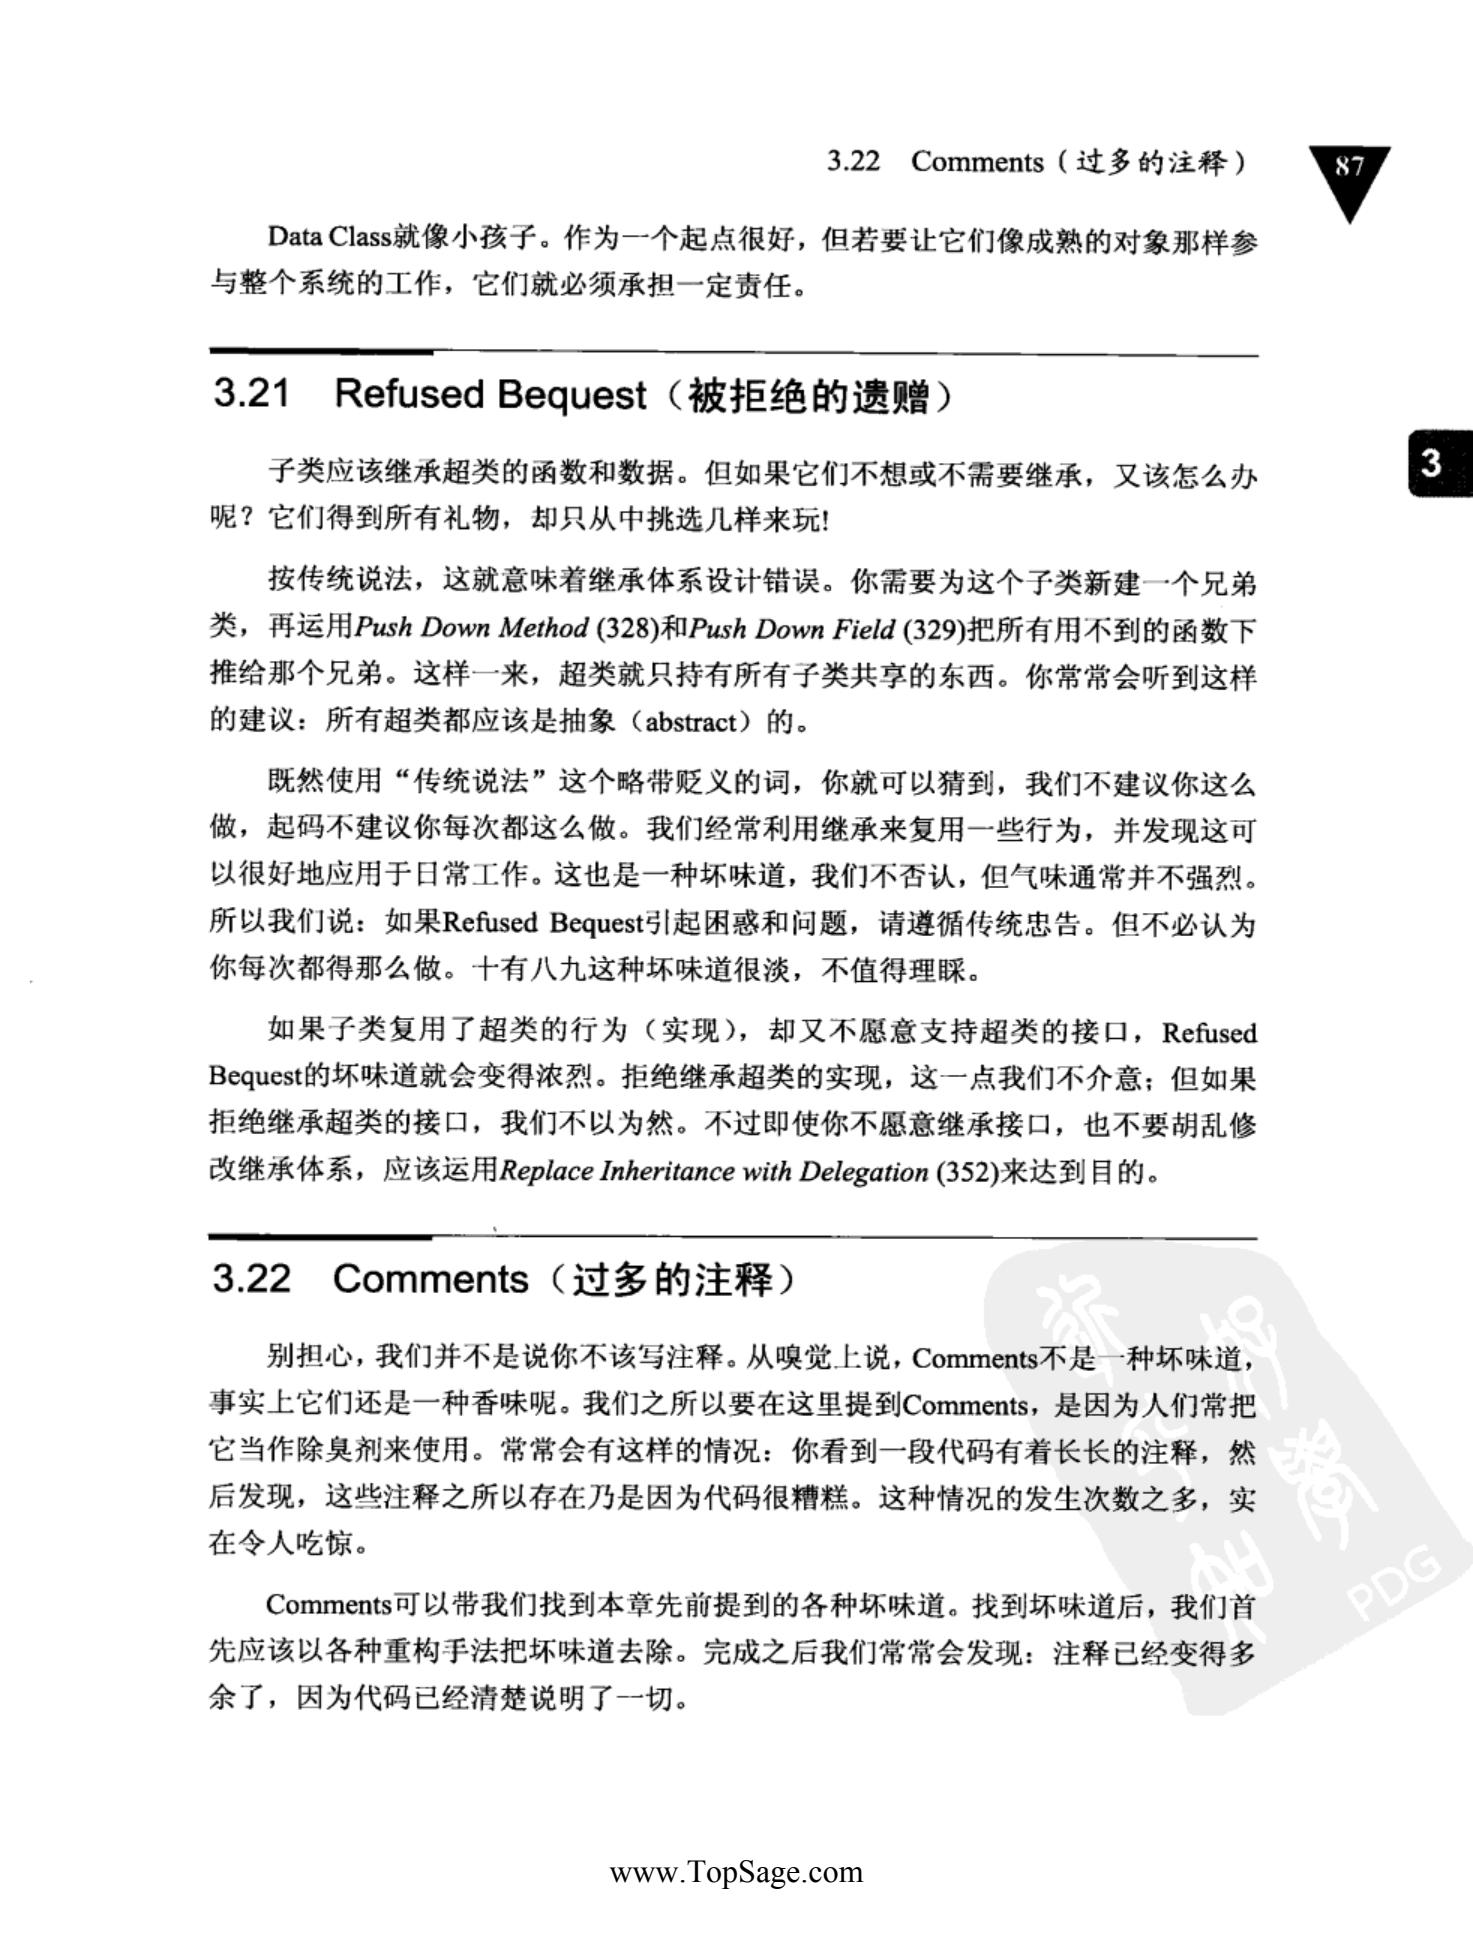 3.22 Comments（过多的注释）
87
Data Class就像小孩子。作为一个起点很好，但若要让它们像成熟的对象那样参
与整个系统的工作，它们就必须承担一定责任。
3.21 Refused Bequest（被拒绝的遗赠）
3
子类应该继承超类的函数和数据。但如果它们不想或不需要继承，又该怎么办
呢？它们得到所有礼物，却只从中挑选几样来玩!
按传统说法，这就意味着继承体系设计错误。你需要为这个子类新建一个兄弟
类，再运用Push Down Method (328)和Push Down Field (329)把所有用不到的函数下
推给那个兄弟。这样一来，超类就只持有所有子类共享的东西。你常常会听到这样
的建议：所有超类都应该是抽象（abstract）的。
既然使用“传统说法”这个略带贬义的词，你就可以猜到，我们不建议你这么
做，起码不建议你每次都这么做。我们经常利用继承来复用一些行为，并发现这可
以很好地应用于日常工作。这也是一种坏味道，我们不否认，但气味通常并不强烈。
所以我们说：如果Refused Bequest引起困惑和问题，请遵循传统忠告。但不必认为
你每次都得那么做。十有八九这种坏味道很淡，不值得理睬。
如果子类复用了超类的行为（实现），却又不愿意支持超类的接口，Refused
Bequest的坏味道就会变得浓烈。拒绝继承超类的实现，这一点我们不介意；但如果
拒绝继承超类的接口，我们不以为然。不过即使你不愿意继承接口，也不要胡乱修
改继承体系，应该运用Replace Inheritance with Delegation (352)来达到目的。
3.22 Comments（过多的注释）
别担心，我们并不是说你不该写注释。从嗅觉上说，Comments不是一种坏味道，
事实上它们还是一种香味呢。我们之所以要在这里提到Comments，是因为人们常把
它当作除臭剂来使用。常常会有这样的情况：你看到一段代码有着长长的注释，然
后发现，这些注释之所以存在乃是因为代码很糟糕。这种情况的发生次数之多，实
在令人吃惊。
Comments可以带我们找到本章先前提到的各种坏味道。找到坏味道后，我们首
先应该以各种重构手法把坏味道去除。完成之后我们常常会发现：注释已经变得多
余了，因为代码已经清楚说明了一切。
PDG
www.TopSage.com